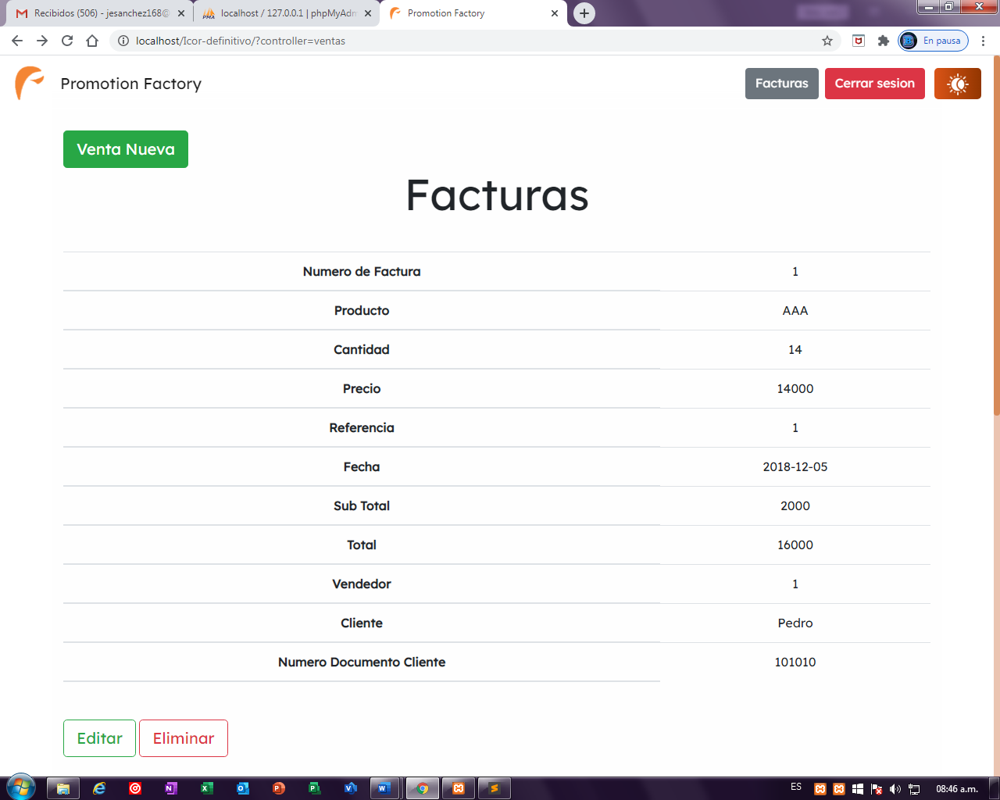 Recibidos (506) - jesanchez168@
localhost / 127.0.0.1 | phpMyAdm
Promotion Factory
localhost/Icor-definitivo/?controller=ventas
En pausa
Promotion Factory
Facturas
Cerrar sesion
Venta Nueva
Facturas
Numero de Factura 1
Producto AAA
Cantidad 14
Precio 14000
Referencia 1
Fecha 2018-12-05
Sub Total 2000
Total 16000
Vendedor 1
Cliente Pedro
Numero Documento Cliente 101010
Editar
Eliminar
ES
08:46 a.m.